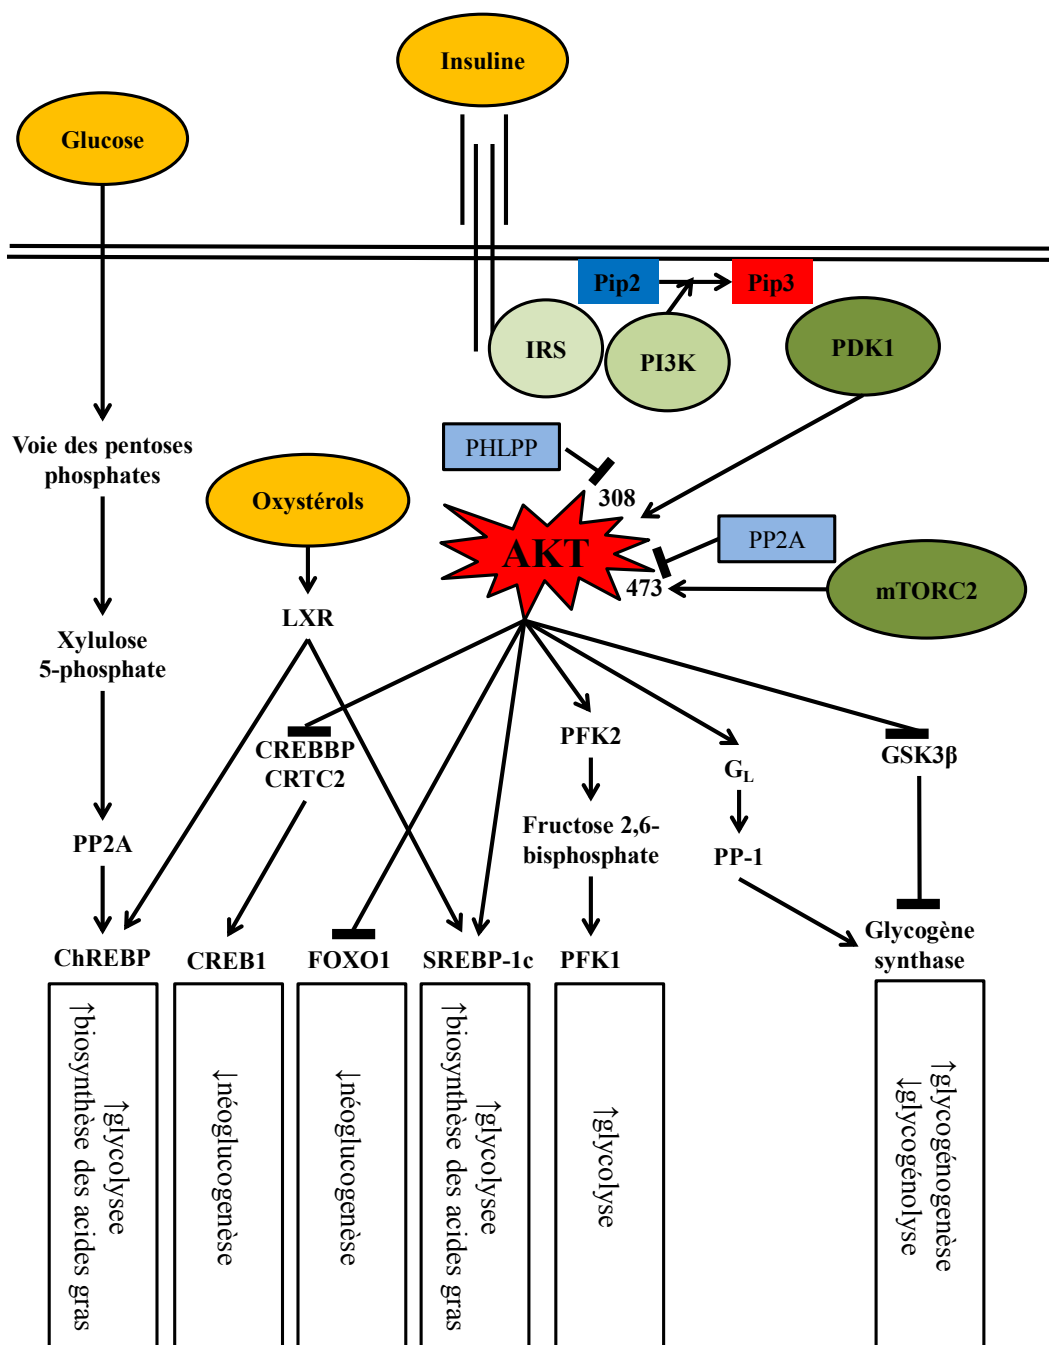 Insuline
Glucose
Pip2
Pip3
IRS
PI3K
PDK1
Voie des pentoses
phosphates
PHLPP
Oxystérols
308
AKT
PP2A
473
mTORC2
LXR
Xylulose
5-phosphate
CREBBP
CRTC2
PFK2
GL
GSK3β
Fructose 2,6-
bisphosphate
PP2A
PP-1
ChREBP
CREB1
FOXO1
SREBP-1c
PFK1
Glycogène
synthase
↑glycolysee
↑biosynthèse des acides gras
↓néoglucogenèse
↓néoglucogenèse
↑glycolysee
↑biosynthèse des acides gras
↑glycolyse
↑glycogénogenèse
↓glycogénolyse